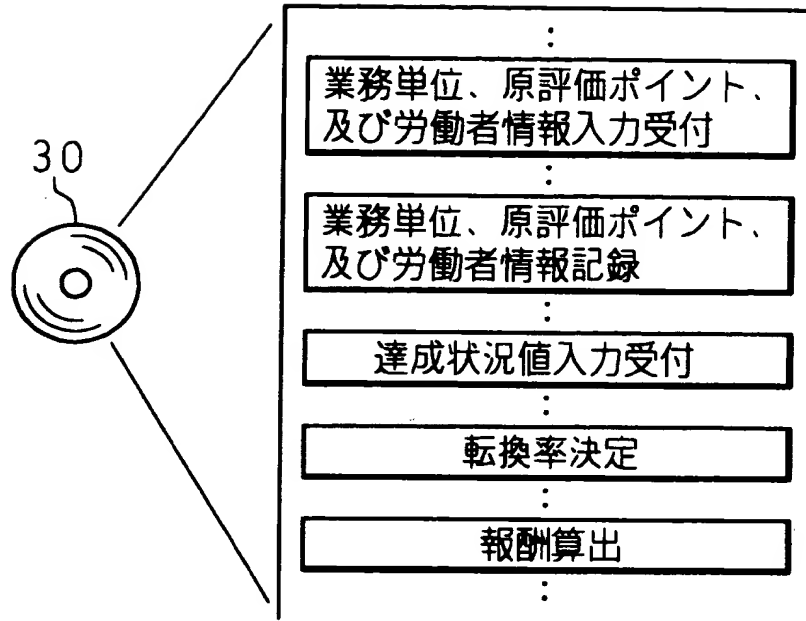 30
業務単位、原評価ポイント、
及び労働者情報入力受付
業務単位、原評価ポイント、
及び労働者情報記録
達成状況値入力受付
転換率決定
報酬算出